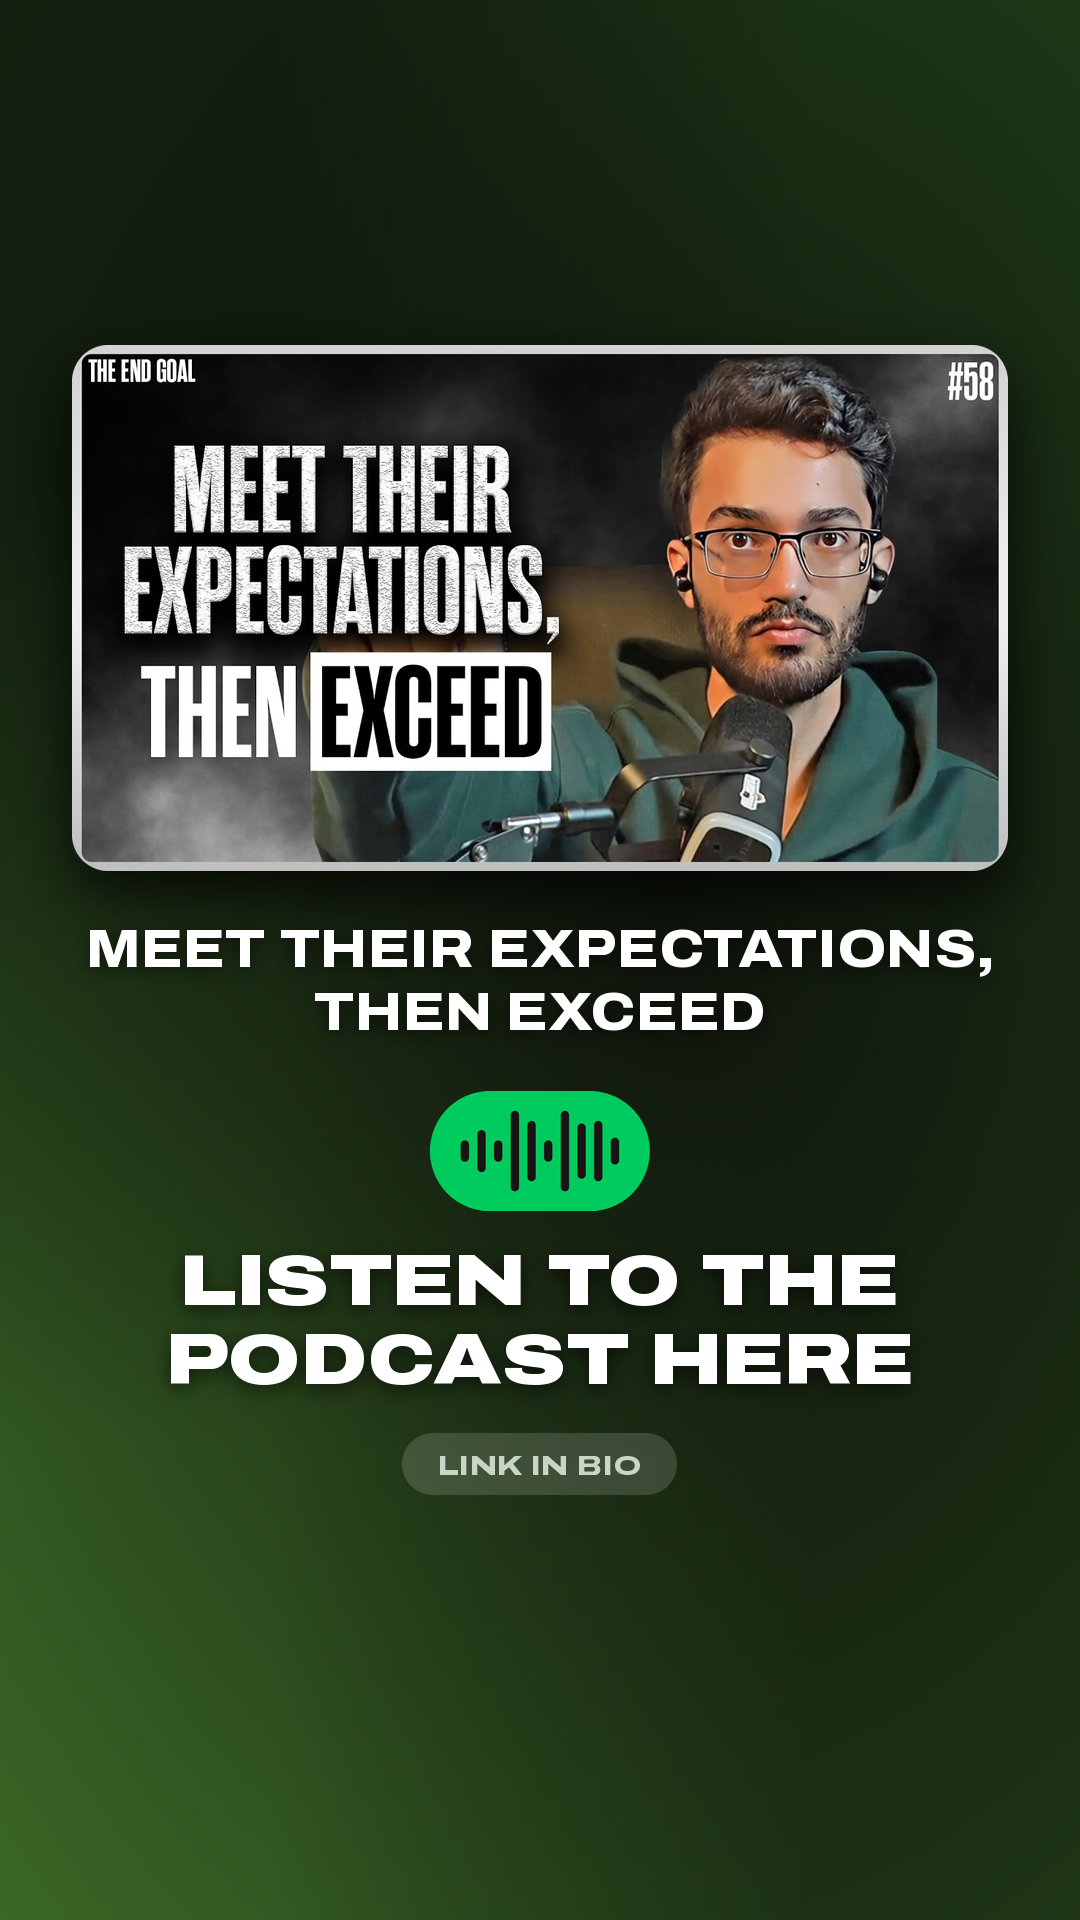 THE END GOAL
#58
MEET THEIR
EXPECTATIONS,
THEN EXCEED
MEET THEIR EXPECTATIONS,
THEN EXCEED
LISTEN TO THE
PODCAST HERE
LINK IN BIO